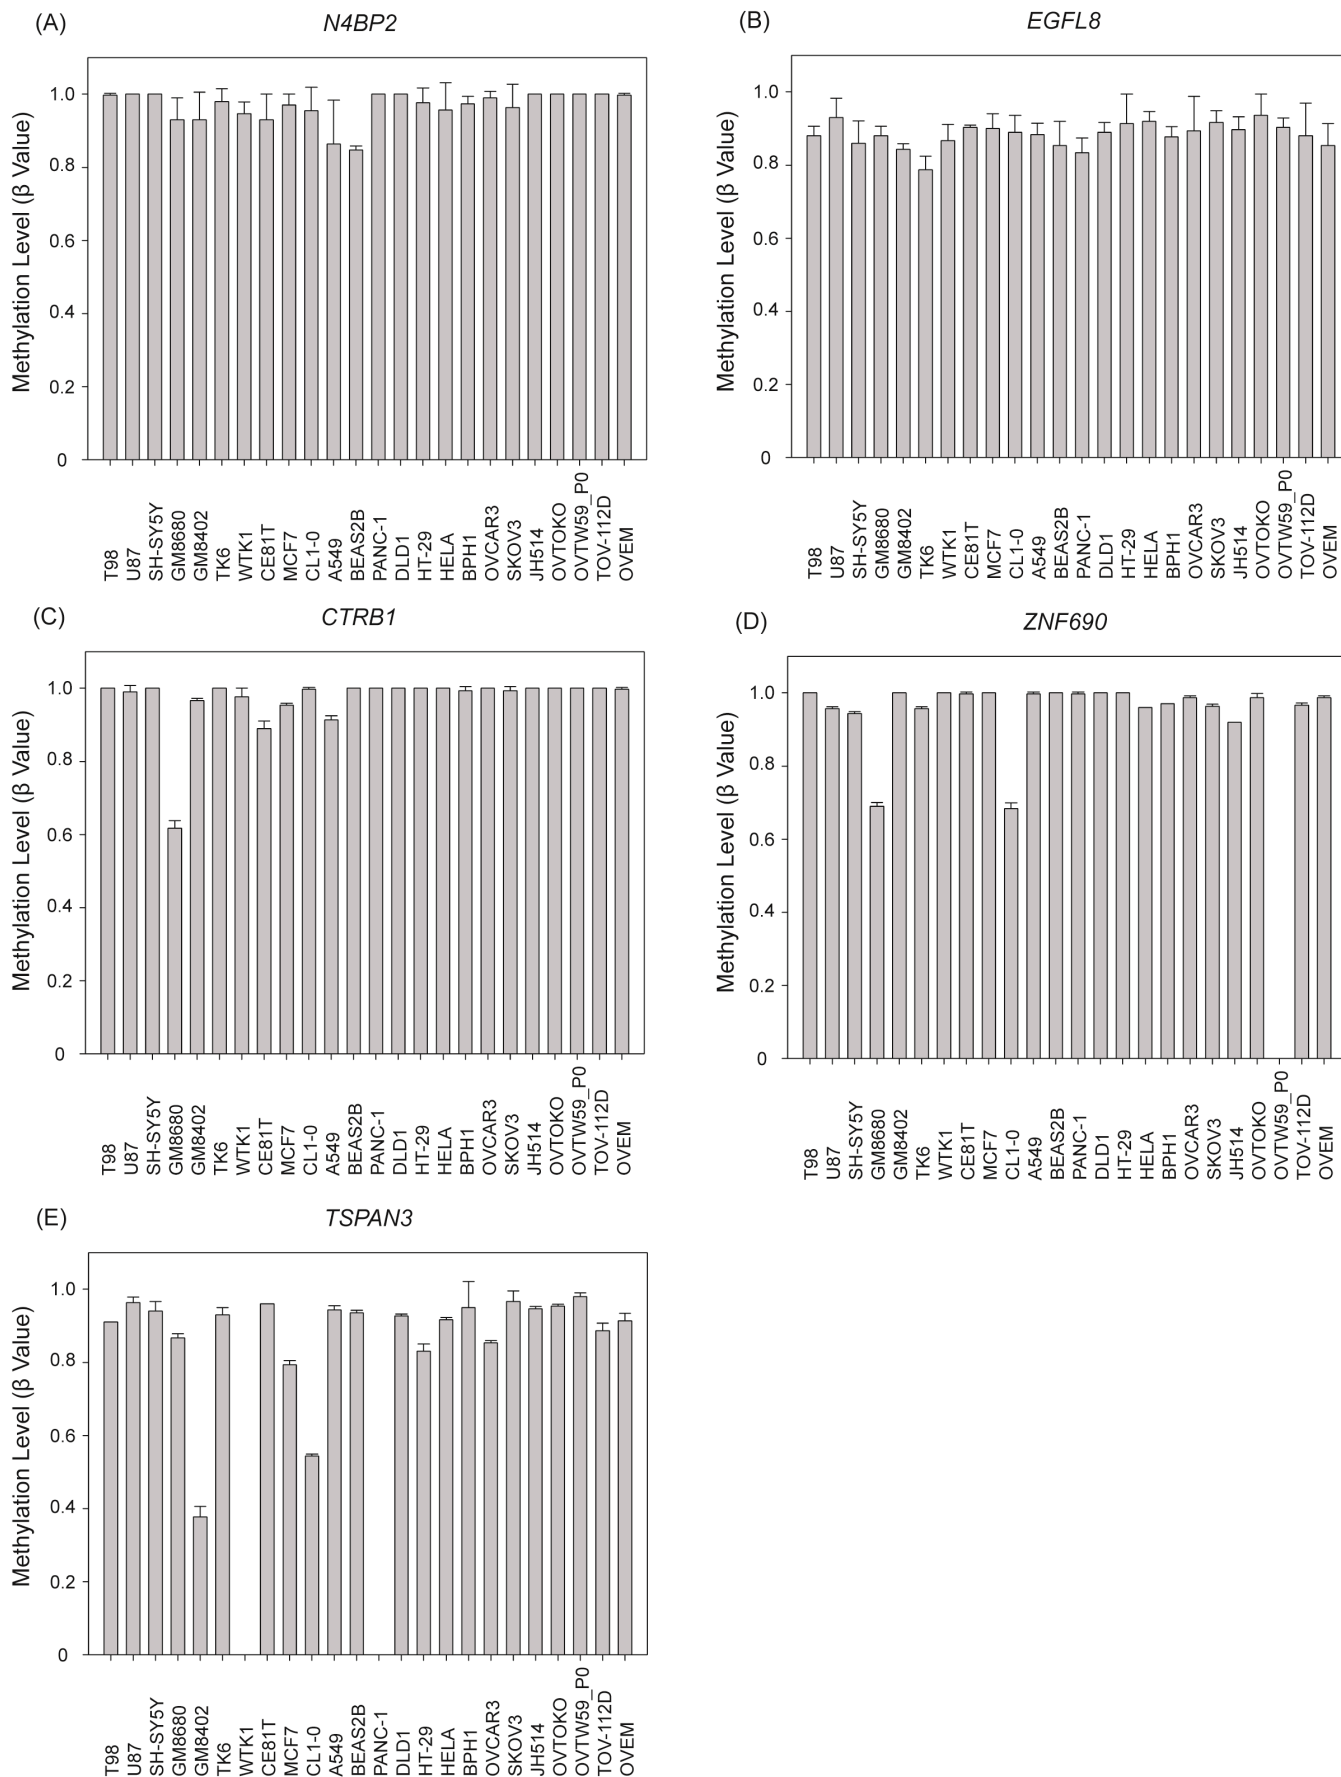 (A)
N4BP2
Methylation Level (β Value)
1.0
0.8
0.6
0.4
0.2
0
T98
U87
SH-SY5Y
GM8680
GM8402
TK6
WTK1
CE81T
MCF7
CL1-0
A549
BEAS2B
PANC-1
DLD1
HT-29
HELA
BPH1
OVCAR3
SKOV3
JH514
OVTOKO
OVTW59_P0
TOV-112D
OVEM
(B)
EGFL8
Methylation Level (β Value)
1.0
0.8
0.6
0.4
0.2
0
T98
U87
SH-SY5Y
GM8680
GM8402
TK6
WTK1
CE81T
MCF7
CL1-0
A549
BEAS2B
PANC-1
DLD1
HT-29
HELA
BPH1
OVCAR3
SKOV3
JH514
OVTOKO
OVTW59_P0
TOV-112D
OVEM
(C)
CTRB1
Methylation Level (β Value)
1.0
0.8
0.6
0.4
0.2
0
T98
U87
SH-SY5Y
GM8680
GM8402
TK6
WTK1
CE81T
MCF7
CL1-0
A549
BEAS2B
PANC-1
DLD1
HT-29
HELA
BPH1
OVCAR3
SKOV3
JH514
OVTOKO
OVTW59_P0
TOV-112D
OVEM
(D)
ZNF690
Methylation Level (β Value)
1.0
0.8
0.6
0.4
0.2
0
T98
U87
SH-SY5Y
GM8680
GM8402
TK6
WTK1
CE81T
MCF7
CL1-0
A549
BEAS2B
PANC-1
DLD1
HT-29
HELA
BPH1
OVCAR3
SKOV3
JH514
OVTOKO
OVTW59_P0
TOV-112D
OVEM
(E)
TSPAN3
Methylation Level (β Value)
1.0
0.8
0.6
0.4
0.2
0
T98
U87
SH-SY5Y
GM8680
GM8402
TK6
WTK1
CE81T
MCF7
CL1-0
A549
BEAS2B
PANC-1
DLD1
HT-29
HELA
BPH1
OVCAR3
SKOV3
JH514
OVTOKO
OVTW59_P0
TOV-112D
OVEM